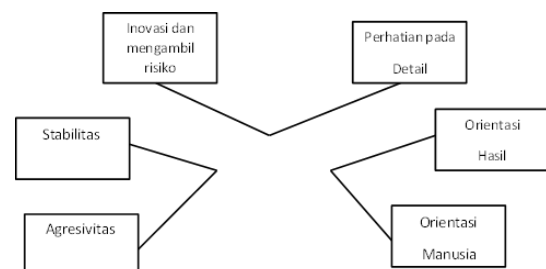 Inovasi dan
mengambil
risiko
Perhatian pada
Detail
Stabilitas
Orientasi
Hasil
Agresivitas
Orientasi
Manusia